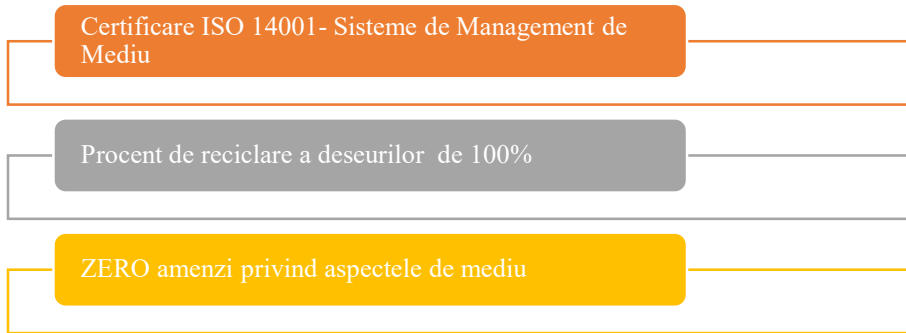 Certificare ISO 14001- Sisteme de Management de
Mediu
Procent de reciclare a deseurilor  de 100%
ZERO amenzi privind aspectele de mediu